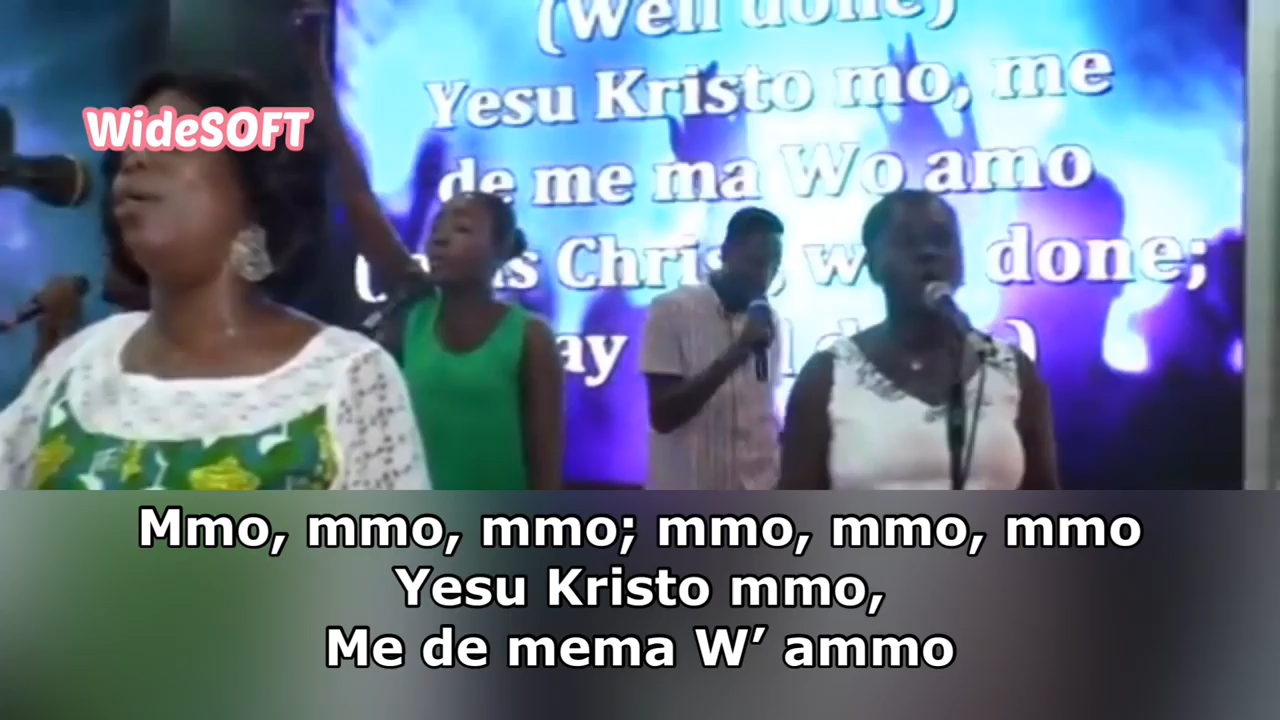 (Well done)
Yesu Kristo mo, me
WideSOFT
de me ma Wo amo
Chris done;
Mmo, mmo, mmo; mmo, mmo, mmo
Yesu Kristo mmo,
Me de mema W’ ammo